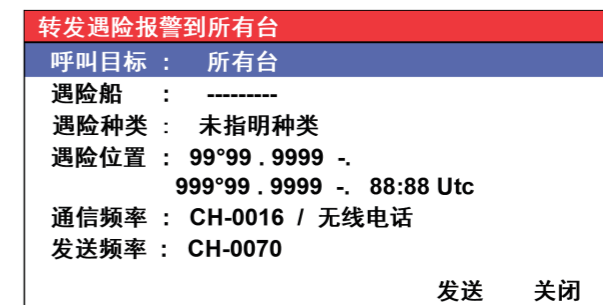 转发遇险报警到所有台
呼叫目标 : 所有台
遇险船 : ---------
遇险种类 : 未指明种类
遇险位置 : 99°99 . 9999 -.
999°99 . 9999 -. 88:88 Utc
通信频率 : CH-0016 / 无线电话
发送频率 : CH-0070
发送 关闭